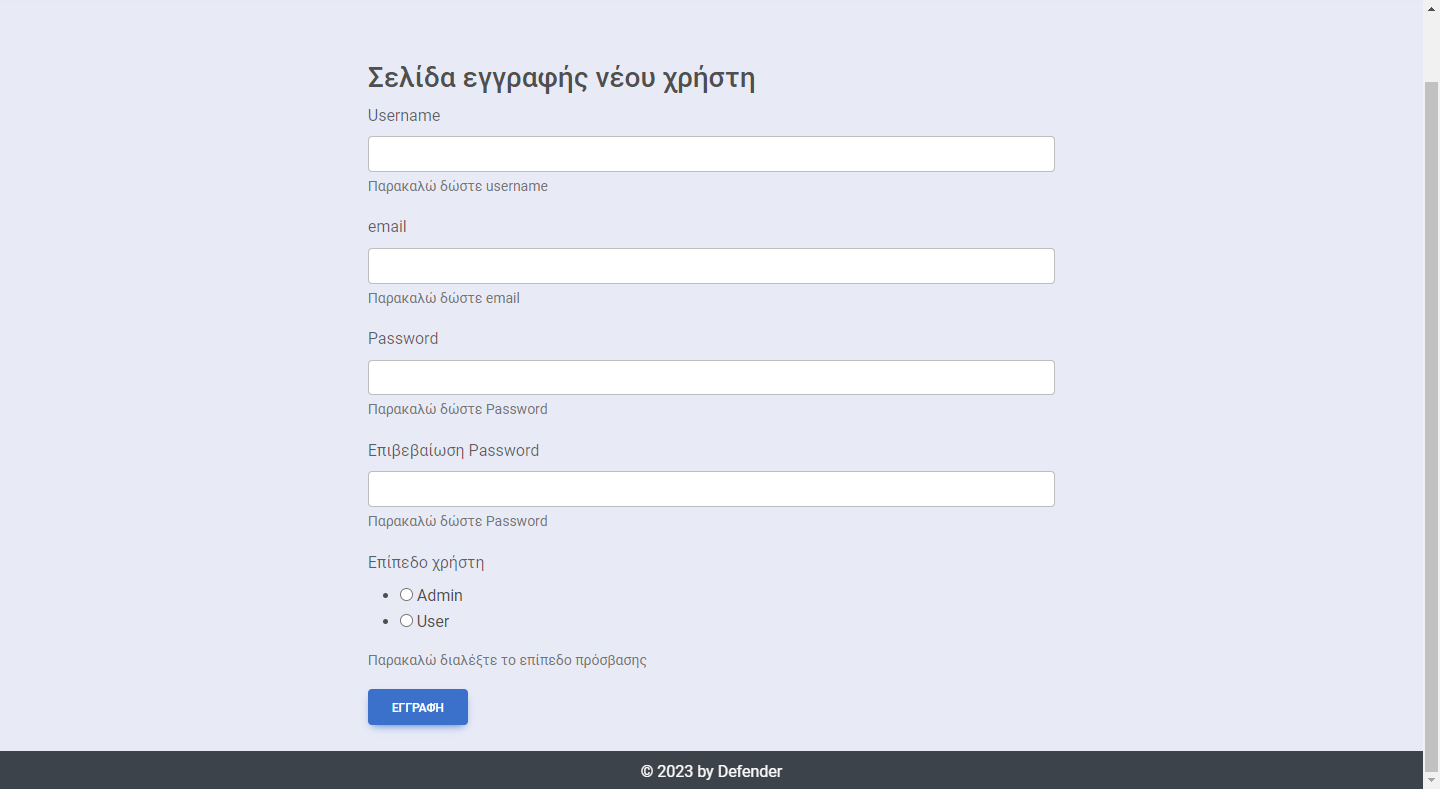 Σελίδα εγγραφής νέου χρήστη
Username
Παρακαλώ δώστε username
email
Παρακαλώ δώστε email
Password
Παρακαλώ δώστε Password
Επιβεβαίωση Password
Παρακαλώ δώστε Password
Επίπεδο χρήστη
Admin
User
Παρακαλώ διαλέξτε το επίπεδο πρόσβασης
ΕΓΓΡΑΦΉ
© 2023 by Defender